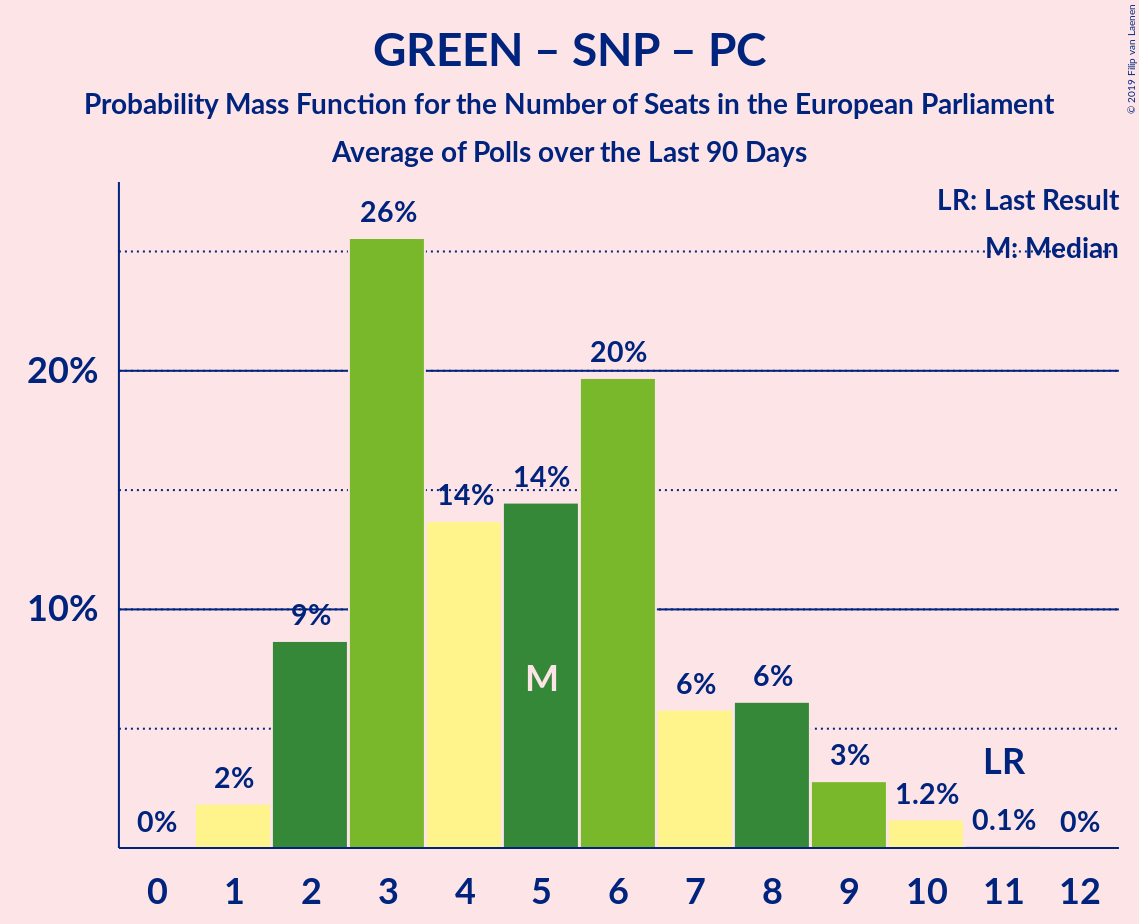 GREEN – SNP – PC
Probability Mass Function for the Number of Seats in the European Parliament
Average of Polls over the Last 90 Days
© 2019 Filip van Laenen
LR: Last Result
M: Median
26%
20%
20%
14%
14%
10%
9%
M
6%
6%
3%
LR
2%
1.2%
0%
0.1%
0%
0 1 2 3 4 5 6 7 8 9 10 11 12